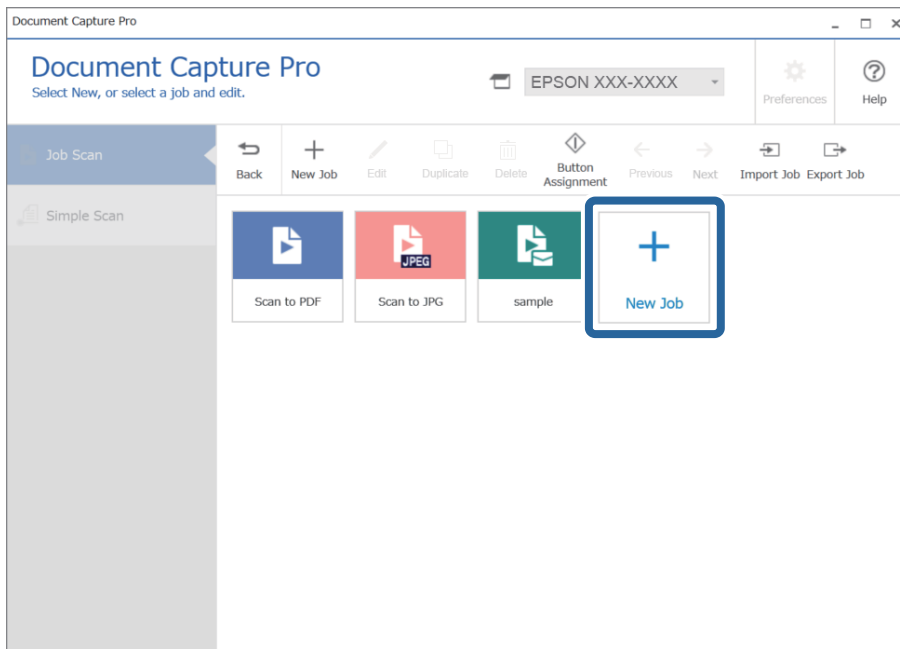 Document Capture Pro
Document Capture Pro
Select New, or select a job and edit.
EPSON XXX-XXXX
Preferences
Help
Job Scan
Simple Scan
Back
New Job
Edit
Duplicate
Delete
Button
Assignment
Previous
Next
Import Job
Export Job
JPEG
Scan to PDF
Scan to JPG
sample
New Job